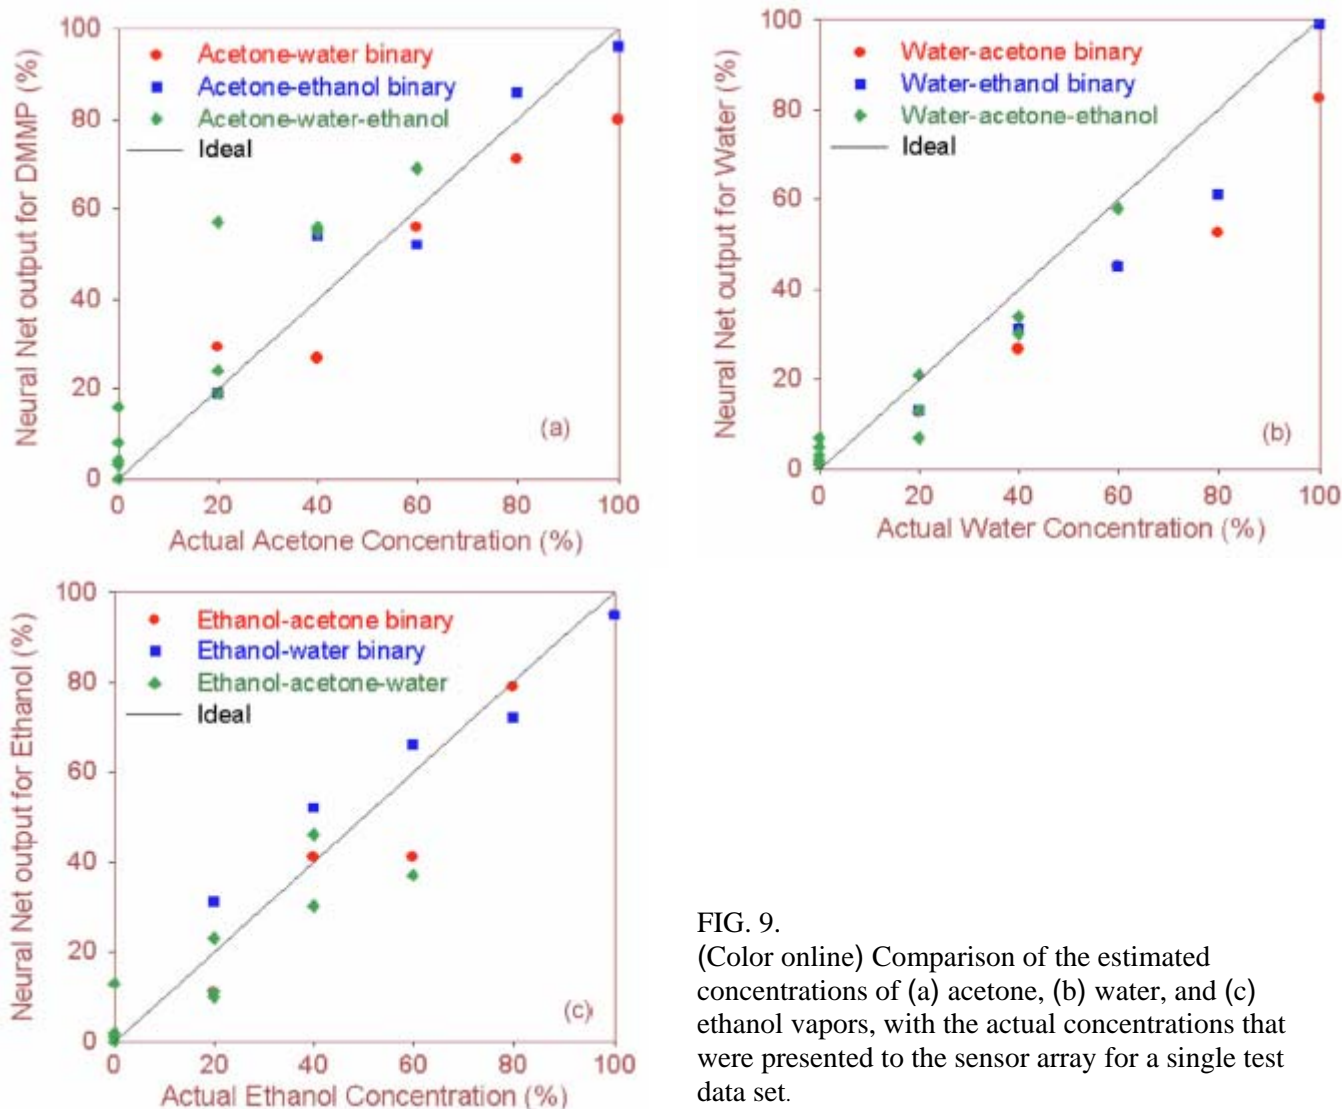 Neural Net output for DMMP (%)
100
80
60
40
20
0
Acetone-water binary
Acetone-ethanol binary
Acetone-water-ethanol
Ideal
(a)
0 20 40 60 80 100
Actual Acetone Concentration (%)
Neural Net output for Water (%)
100
80
60
40
20
0
Water-acetone binary
Water-ethanol binary
Water-acetone-ethanol
Ideal
(b)
0 20 40 60 80 100
Actual Water Concentration (%)
Neural Net output for Ethanol (%)
100
80
60
40
20
0
Ethanol-acetone binary
Ethanol-water binary
Ethanol-acetone-water
Ideal
(c)
0 20 40 60 80 100
Actual Ethanol Concentration (%)
FIG. 9.
(Color online) Comparison of the estimated
concentrations of (a) acetone, (b) water, and (c)
ethanol vapors, with the actual concentrations that
were presented to the sensor array for a single test
data set.